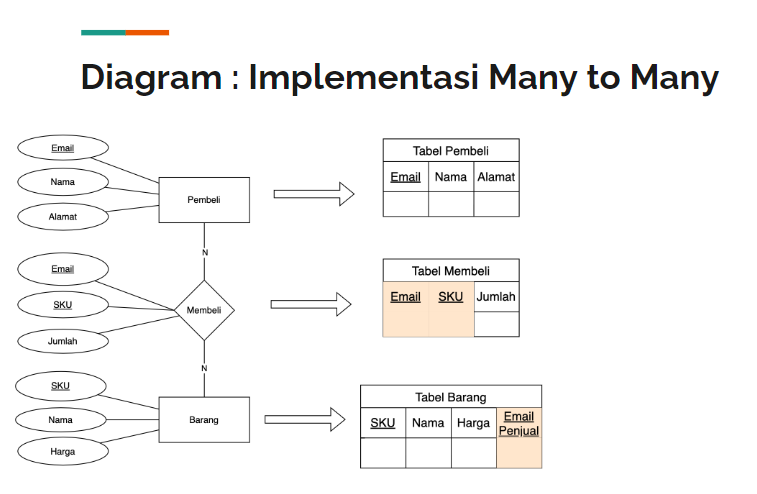 Diagram : Implementasi Many to Many
Email
Nama
Alamat
Pembeli
N
Email
SKU
Jumlah
Membeli
N
SKU
Nama
Harga
Barang
Tabel Pembeli
Email Nama Alamat
Tabel Membeli
Email SKU Jumlah
Tabel Barang
SKU Nama Harga Email
Penjual